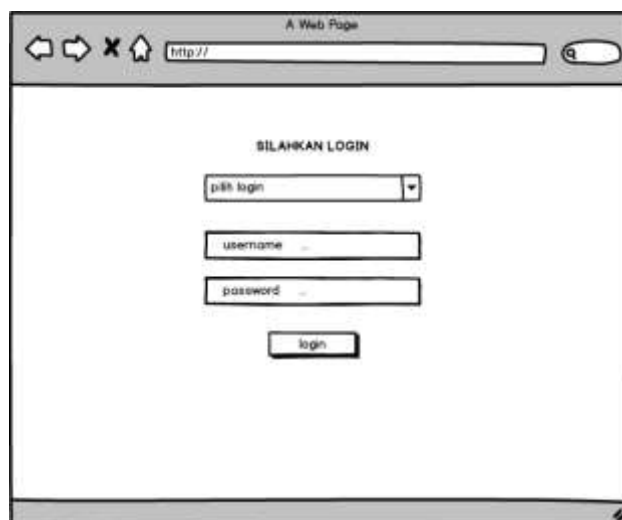 A Web Page
http://
SILAHKAN LOGIN
pilih login
username ...
password ...
login